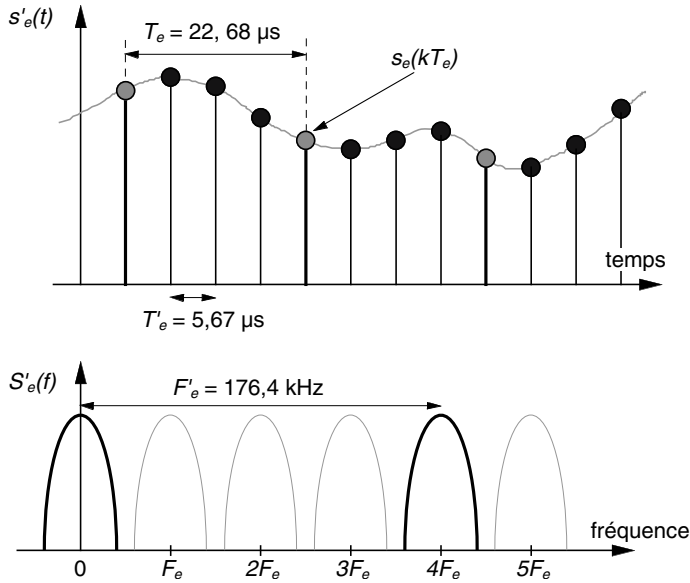 s'e(t)
Te = 22, 68 µs
se(kTe)
temps
T'e = 5,67 µs
S'e(f)
F'e = 176,4 kHz
fréquence
0 Fe 2Fe 3Fe 4Fe 5Fe